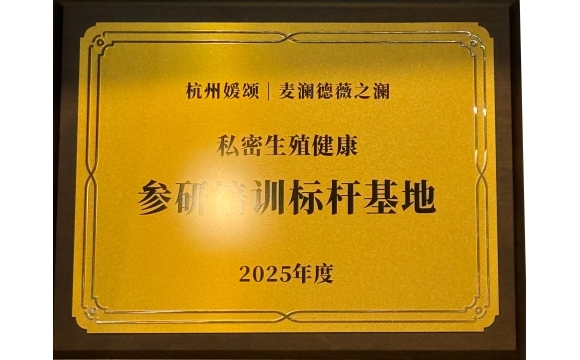 杭州媛颂｜麦澜德薇之澜
私密生殖健康
参研培训标杆基地
2025年度